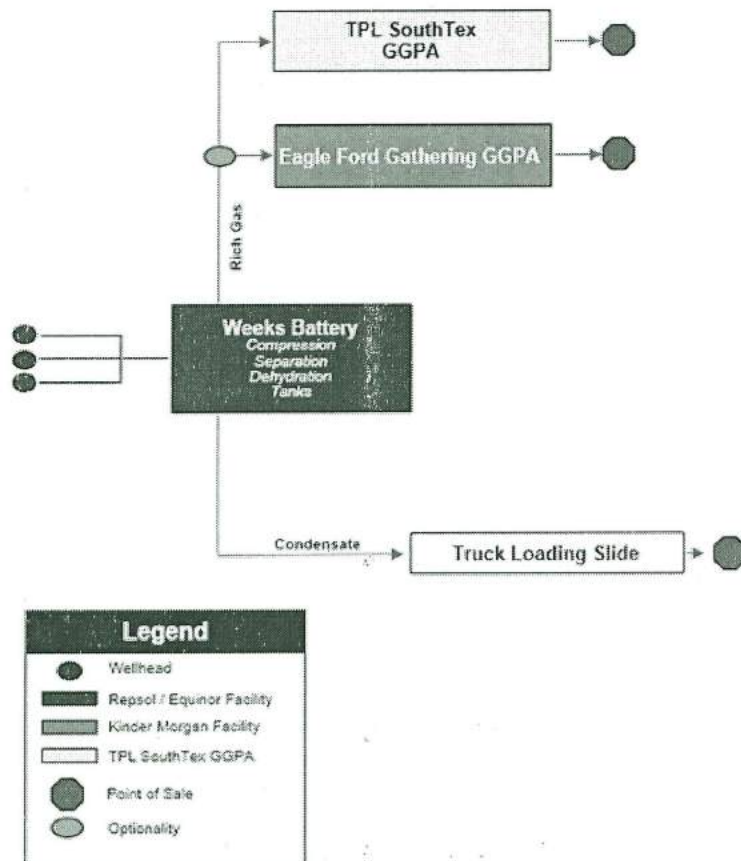 TPL SouthTex
GGPA
Eagle Ford Gathering GGPA
Rich Gas
Weeks Battery
Compression
Separation
Dehydration
Tanks
Condensate
Truck Loading Slide
Legend
Wellhead
Repsol / Equinor Facility
Kinder Morgan Facility
TPL SouthTex GGPA
Point of Sale
Optionality